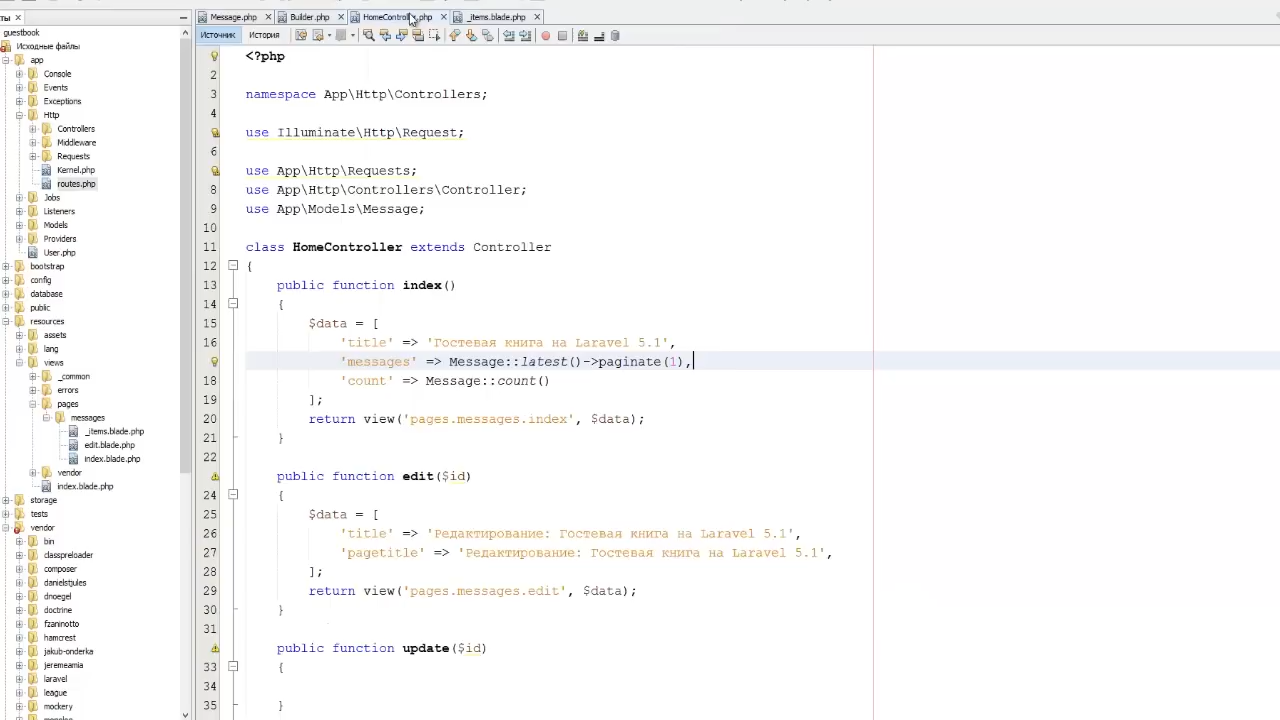 ты
Message.php
Builder.php
HomeController.php
_items.blade.php
guestbook
Источник
История
Исходные файлы
app
Console
Events
Exceptions
Http
Controllers
Middleware
Requests
Kernel.php
routes.php
Jobs
Listeners
Models
Providers
User.php
bootstrap
config
database
public
resources
assets
lang
views
_common
errors
pages
messages
_items.blade.php
edit.blade.php
index.blade.php
vendor
index.blade.php
storage
tests
vendor
bin
classpreloader
composer
danielstjules
dnoegel
doctrine
fzaninotto
hamcrest
jakub-onderka
jeremeamia
laravel
league
mockery
<?php
2
3 namespace App\Http\Controllers;
4
use Illuminate\Http\Request;
6
use App\Http\Requests;
8 use App\Http\Controllers\Controller;
9 use App\Models\Message;
10
11 class HomeController extends Controller
12 {
13 public function index()
14 {
15 $data = [
16 'title' => 'Гостевая книга на Laravel 5.1',
'messages' => Message::latest()->paginate(1),
18 'count' => Message::count()
19 ];
20 return view('pages.messages.index', $data);
21 }
22
public function edit($id)
24 {
25 $data = [
26 'title' => 'Редактирование: Гостевая книга на Laravel 5.1',
27 'pagetitle' => 'Редактирование: Гостевая книга на Laravel 5.1',
28 ];
29 return view('pages.messages.edit', $data);
30 }
31
public function update($id)
33 {
34
35 }